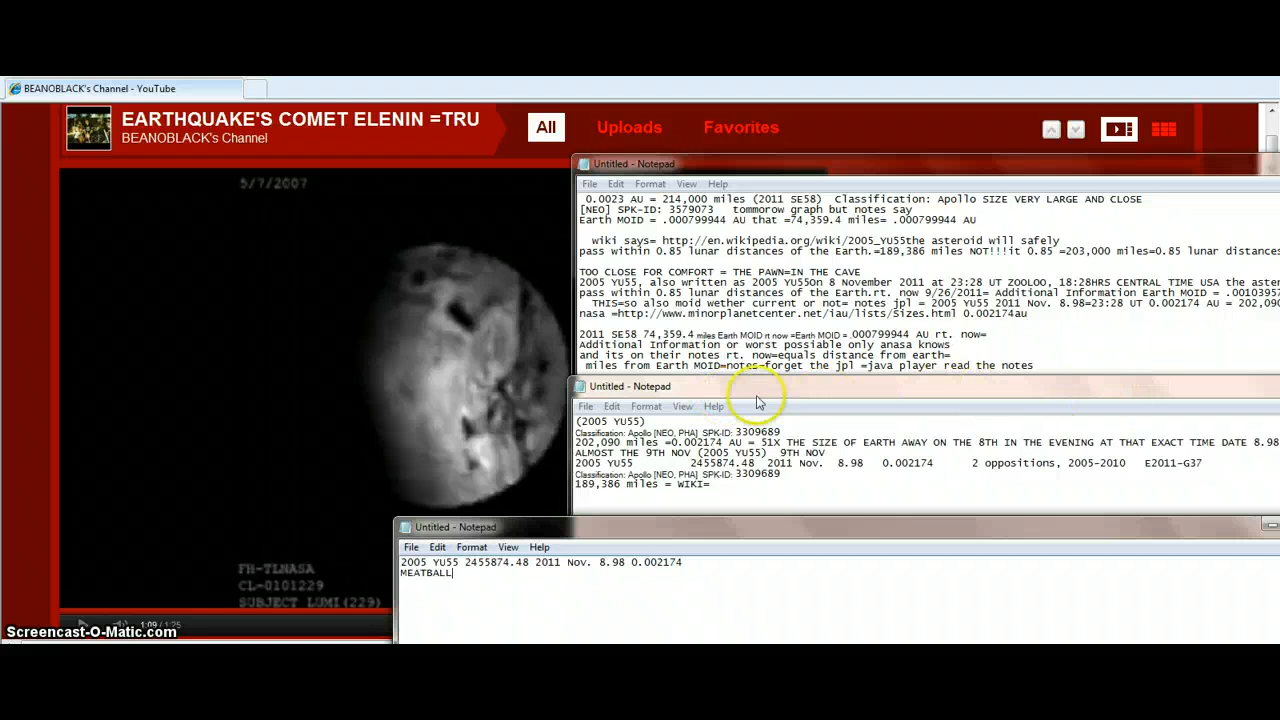 BEANOBLACK's Channel - YouTube
EARTHQUAKE'S COMET ELENIN =TRU
BEANOBLACK's Channel
All
Uploads
Favorites
5/7/2007
Untitled - Notepad
File Edit Format View Help
0.0023 AU = 214,000 miles (2011 SE58) Classification: Apollo SIZE VERY LARGE AND CLOSE
[NEO] SPK-ID: 3579073 tommorow graph but notes say
Earth MOID = .000799944 AU that =74,359.4 miles= .000799944 AU
wiki says= http://en.wikipedia.org/wiki/2005_YU55the asteroid will safely
pass within 0.85 lunar distances of the Earth.=189,386 miles NOT!!!it 0.85 =203,000 miles=0.85 lunar distances
TOO CLOSE FOR COMFORT = THE PAWN=IN THE CAVE
2005 YU55, also written as 2005 YU55On 8 November 2011 at 23:28 UT ZOOLOO, 18:28HRS CENTRAL TIME USA the aste
pass within 0.85 lunar distances of the Earth.rt. now 9/26/2011= Additional Information Earth MOID = .0010395
THIS=so also moid wether current or not= notes jpl = 2005 YU55 2011 Nov. 8.98=23:28 UT 0.002174 AU = 202,09
nasa =http://www.minorplanetcenter.net/iau/lists/Sizes.html 0.002174au
2011 SE58 74,359.4 miles Earth MOID rt now =Earth MOID = .000799944 AU rt. now=
Additional Information or worst possiable only anasa knows
and its on their notes rt. now=equals distance from earth=
miles from Earth MOID=notes=forget the jpl =java player read the notes
Untitled - Notepad
File Edit Format View Help
(2005 YU55)
Classification: Apollo [NEO, PHA] SPK-ID: 3309689
202,090 miles =0.002174 AU = 51X THE SIZE OF EARTH AWAY ON THE 8TH IN THE EVENING AT THAT EXACT TIME DATE 8.98
ALMOST THE 9TH NOV (2005 YU55) 9TH NOV
2005 YU55 2455874.48 2011 Nov. 8.98 0.002174 2 oppositions, 2005-2010 E2011-G37
Classification: Apollo [NEO, PHA] SPK-ID: 3309689
189,386 miles = WIKI=
Untitled - Notepad
File Edit Format View Help
2005 YU55 2455874.48 2011 Nov. 8.98 0.002174
MEATBALL
FR-TLNASA
CL-0101229
SUBJECT LUMI(229)
1:09 / 1:25
Screencast-O-Matic.com